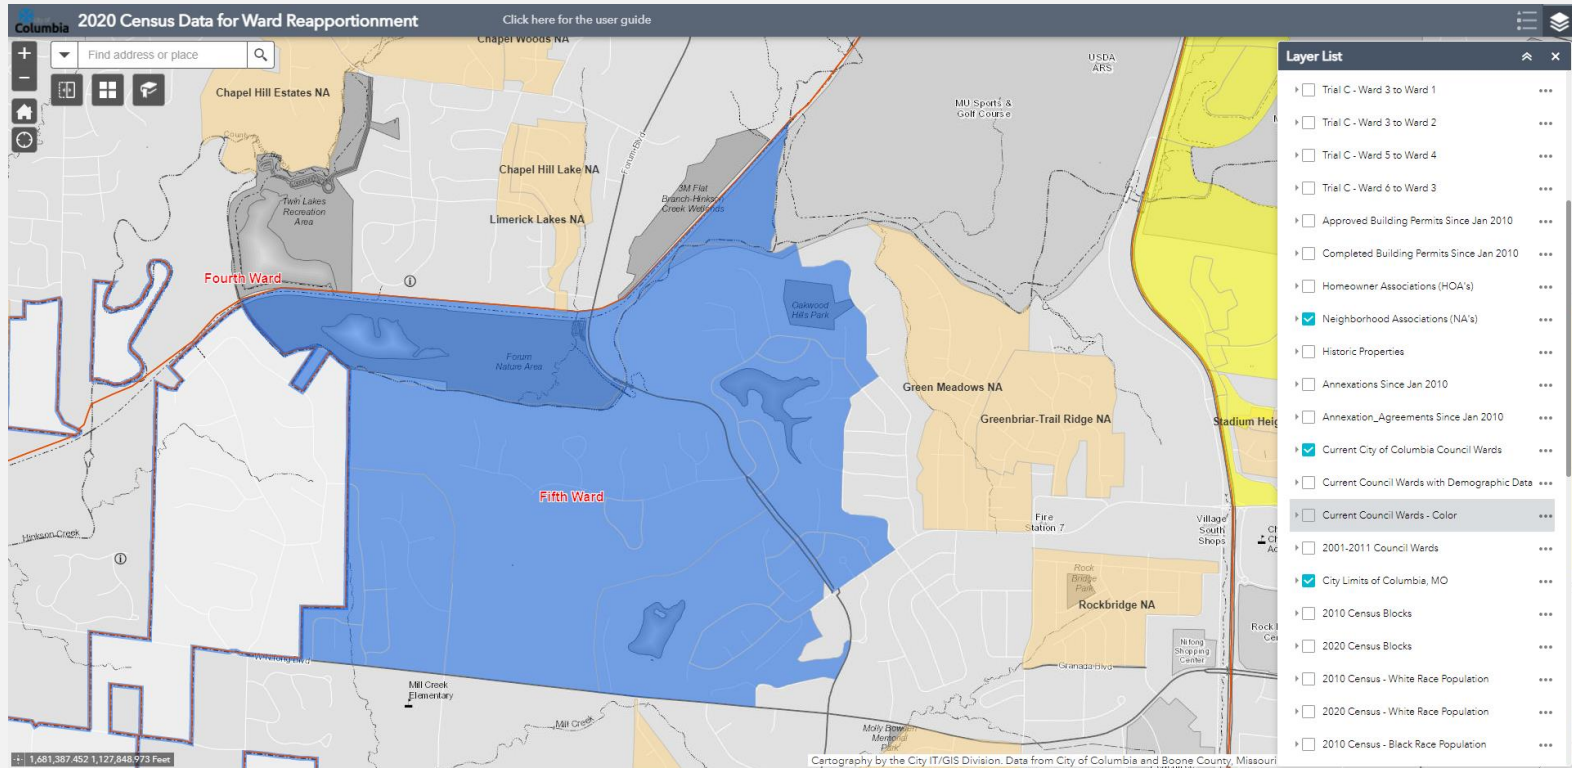 City of
Columbia
2020 Census Data for Ward Reapportionment
Click here for the user guide
+
−
Find address or place
Layer List
Trial C - Ward 3 to Ward 1
Trial C - Ward 3 to Ward 2
Trial C - Ward 5 to Ward 4
Trial C - Ward 6 to Ward 3
Approved Building Permits Since Jan 2010
Completed Building Permits Since Jan 2010
Homeowner Associations (HOA's)
Neighborhood Associations (NA's)
Historic Properties
Annexations Since Jan 2010
Annexation_Agreements Since Jan 2010
Current City of Columbia Council Wards
Current Council Wards with Demographic Data
Current Council Wards - Color
2001-2011 Council Wards
City Limits of Columbia, MO
2010 Census Blocks
2020 Census Blocks
2010 Census - White Race Population
2020 Census - White Race Population
2010 Census - Black Race Population
Chapel Woods NA
USDA
ARS
Chapel Hill Estates NA
MU Sports &
Golf Course
Forum Blvd
Chapel Hill Lake NA
3M Flat
Branch-Hinkson
Creek Wetlands
Twin Lakes
Recreation
Area
Limerick Lakes NA
Fourth Ward
Oakwood
Hills Park
Forum
Nature Area
Green Meadows NA
Greenbriar-Trail Ridge NA
Stadium Heig
Fifth Ward
Fire
Station 7
Village
South
Shops
Hinkson Creek
Rock
Bridge
Park
Rockbridge NA
Nifong
Shopping
Center
W Nifong Blvd
Granada Blvd
Mill Creek
Elementary
Mill Creek
Molly Bowden
Memorial
Park
1,681,387.452 1,127,848.973 Feet
Cartography by the City IT/GIS Division. Data from City of Columbia and Boone County, Missouri